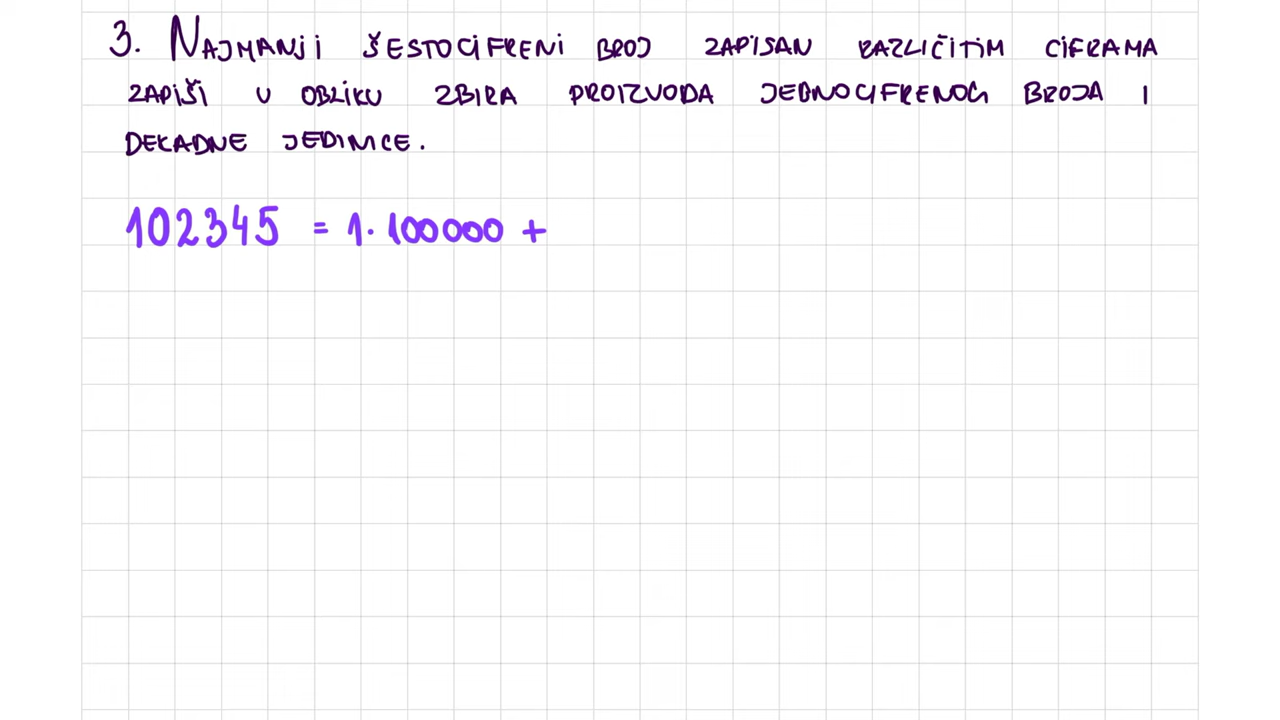 3. NAJMANJI ŠESTOCIFRENI BROJ ZAPISAN RAZLIČITIM CIFRAMA
ZAPIŠI U OBLIKU ZBIRA PROIZVODA JEDNOCIFRENOG BROJA I
DEKADNE JEDINICE.
102345 = 1·100000 +